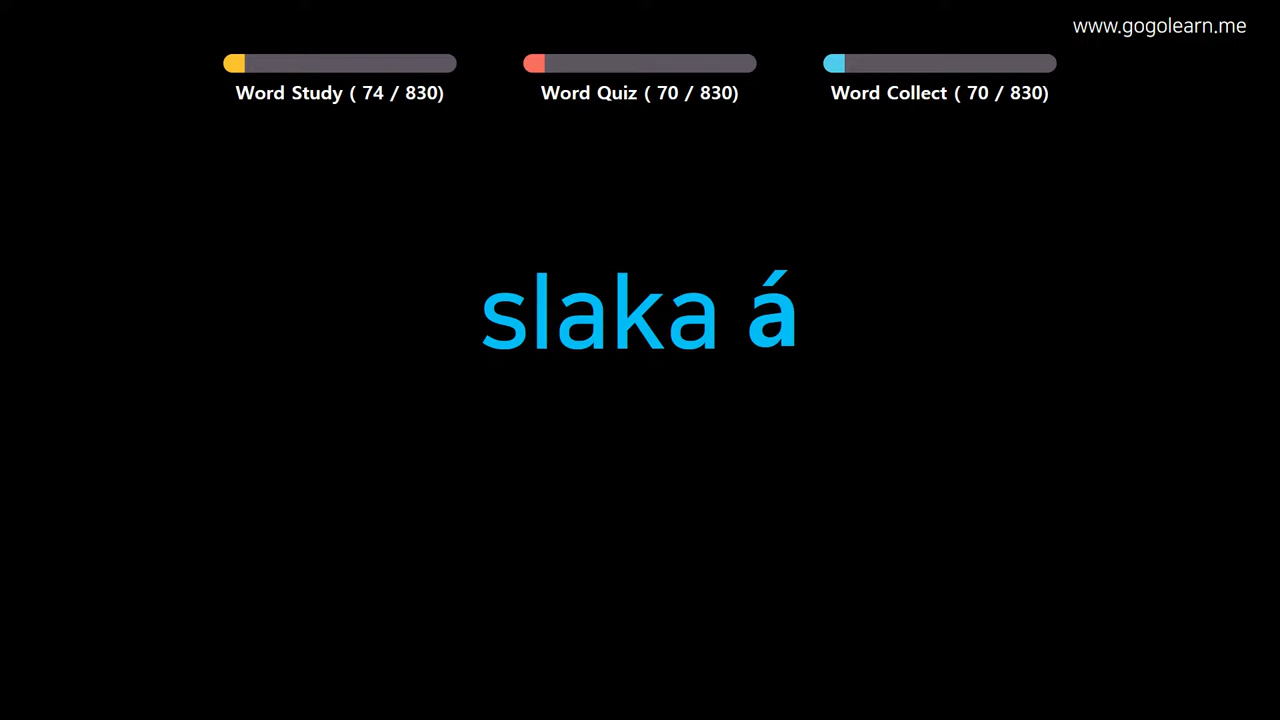 www.gogolearn.me
Word Study ( 74 / 830)
Word Quiz ( 70 / 830)
Word Collect ( 70 / 830)
slaka á